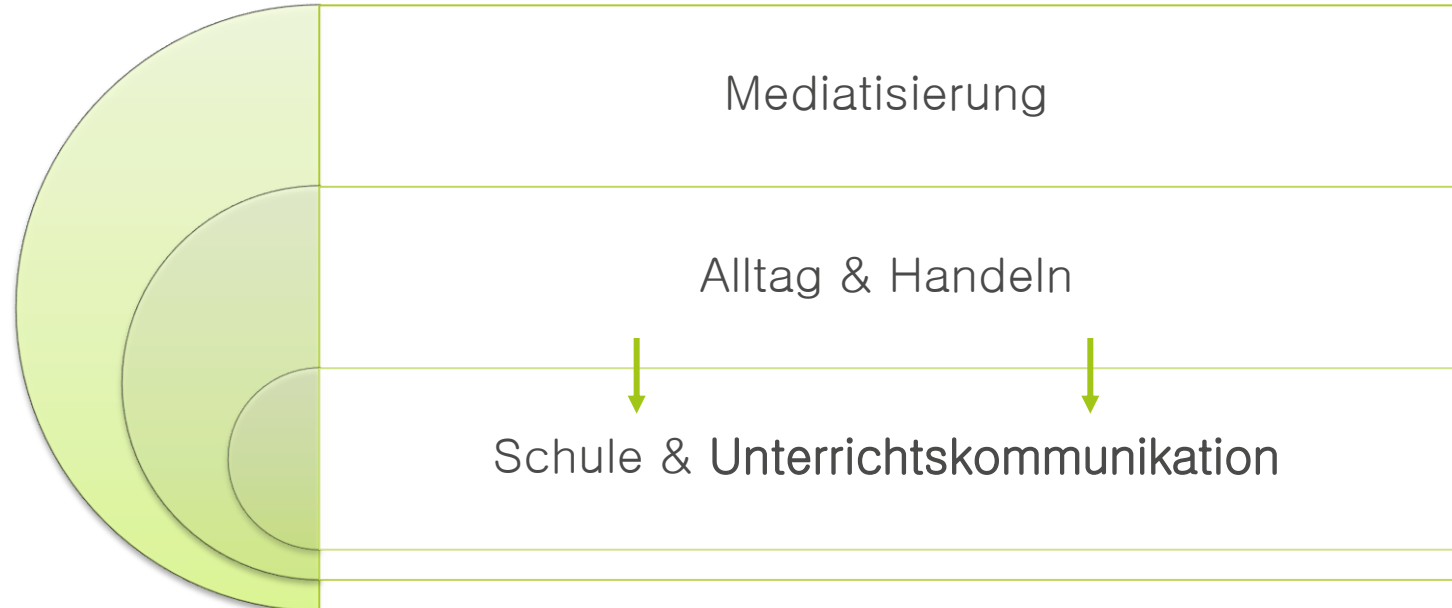 Mediatisierung
Alltag & Handeln
Schule & Unterrichtskommunikation